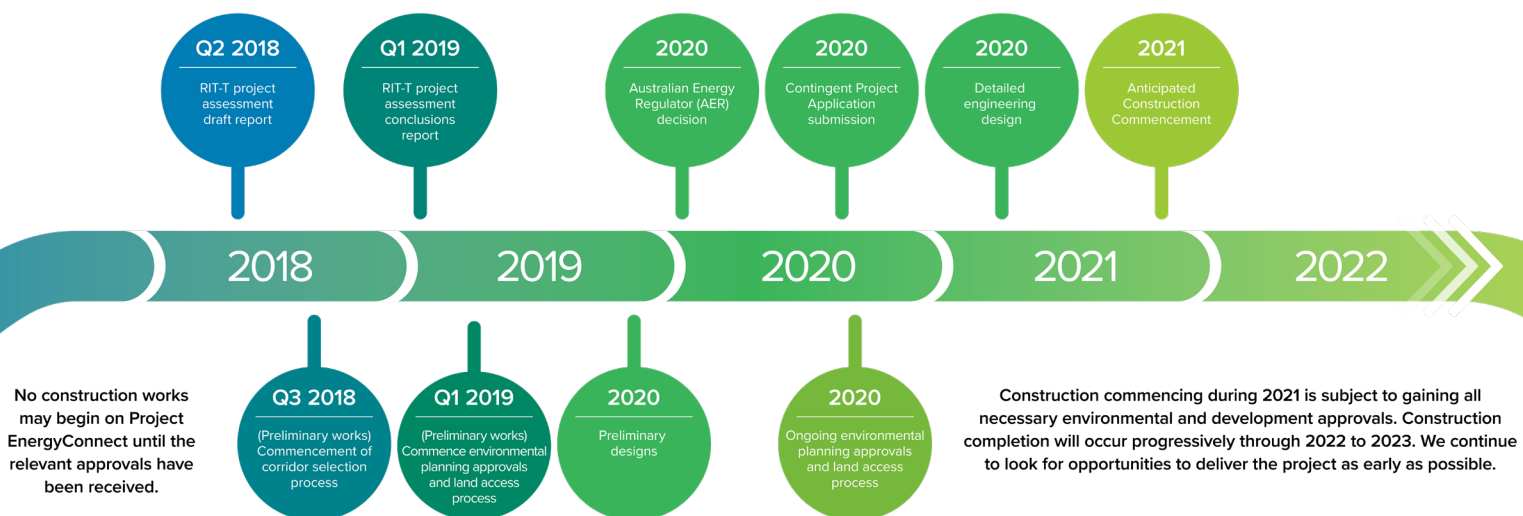 Q2 2018
RIT-T project
assessment
draft report
Q1 2019
RIT-T project
assessment
conclusions
report
2020
Australian Energy
Regulator (AER)
decision
2020
Contingent Project
Application
submission
2020
Detailed
engineering
design
2021
Anticipated
Construction
Commencement
2018
2019
2020
2021
2022
No construction works
may begin on Project
EnergyConnect until the
relevant approvals have
been received.
Q3 2018
(Preliminary works)
Commencement of
corridor selection
process
Q1 2019
(Preliminary works)
Commence environmental
planning approvals
and land access
process
2020
Preliminary
designs
2020
Ongoing environmental
planning approvals
and land access
process
Construction commencing during 2021 is subject to gaining all
necessary environmental and development approvals. Construction
completion will occur progressively through 2022 to 2023. We continue
to look for opportunities to deliver the project as early as possible.